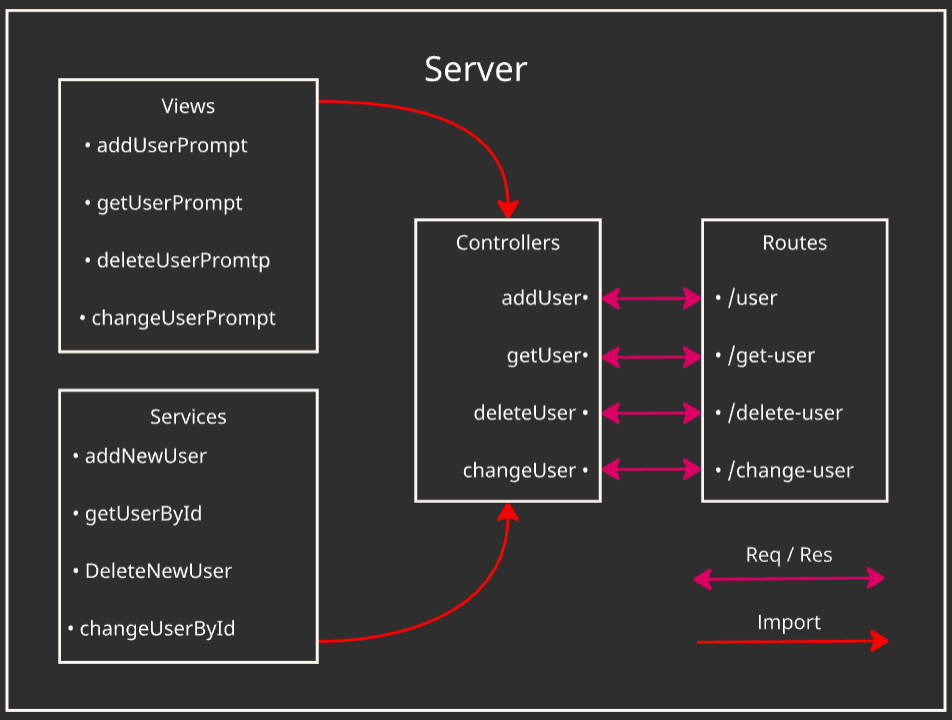 Server
Views
• addUserPrompt
• getUserPrompt
• deleteUserPromtp
• changeUserPrompt
Services
• addNewUser
• getUserById
• DeleteNewUser
• changeUserById
Controllers
addUser•
getUser•
deleteUser •
changeUser •
Routes
• /user
• /get-user
• /delete-user
• /change-user
Req / Res
Import